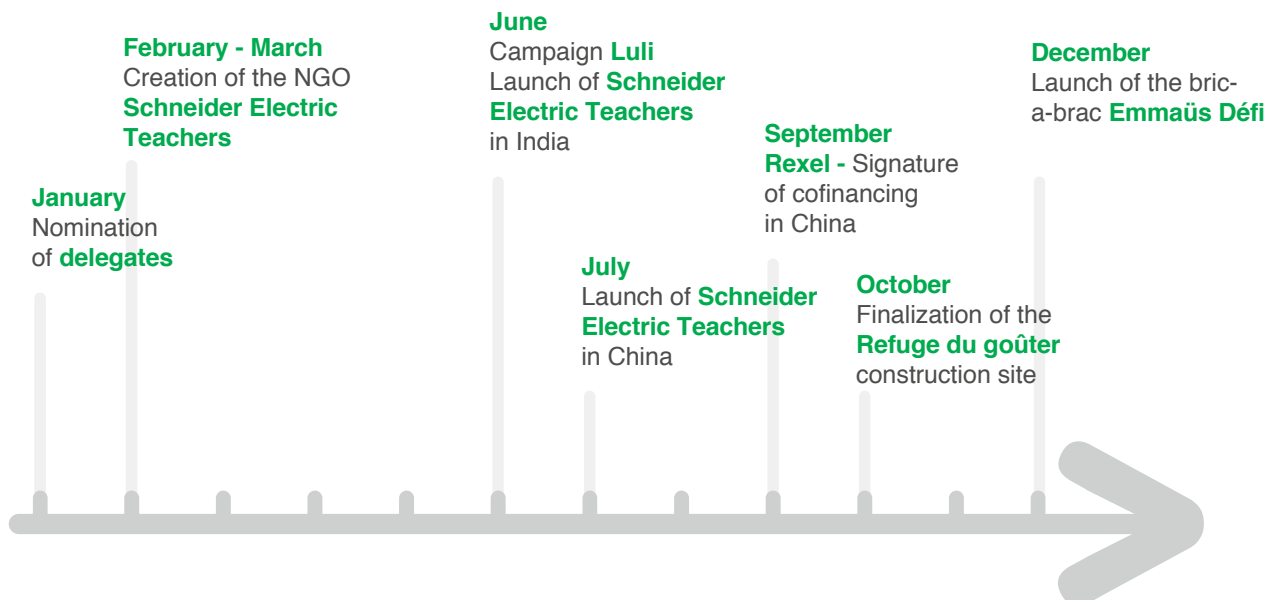 January
Nomination
of delegates
February - March
Creation of the NGO
Schneider Electric
Teachers
June
Campaign Luli
Launch of Schneider
Electric Teachers
in India
July
Launch of Schneider
Electric Teachers
in China
September
Rexel - Signature
of cofinancing
in China
October
Finalization of the
Refuge du goûter
construction site
December
Launch of the bric-
a-brac Emmaüs Défi